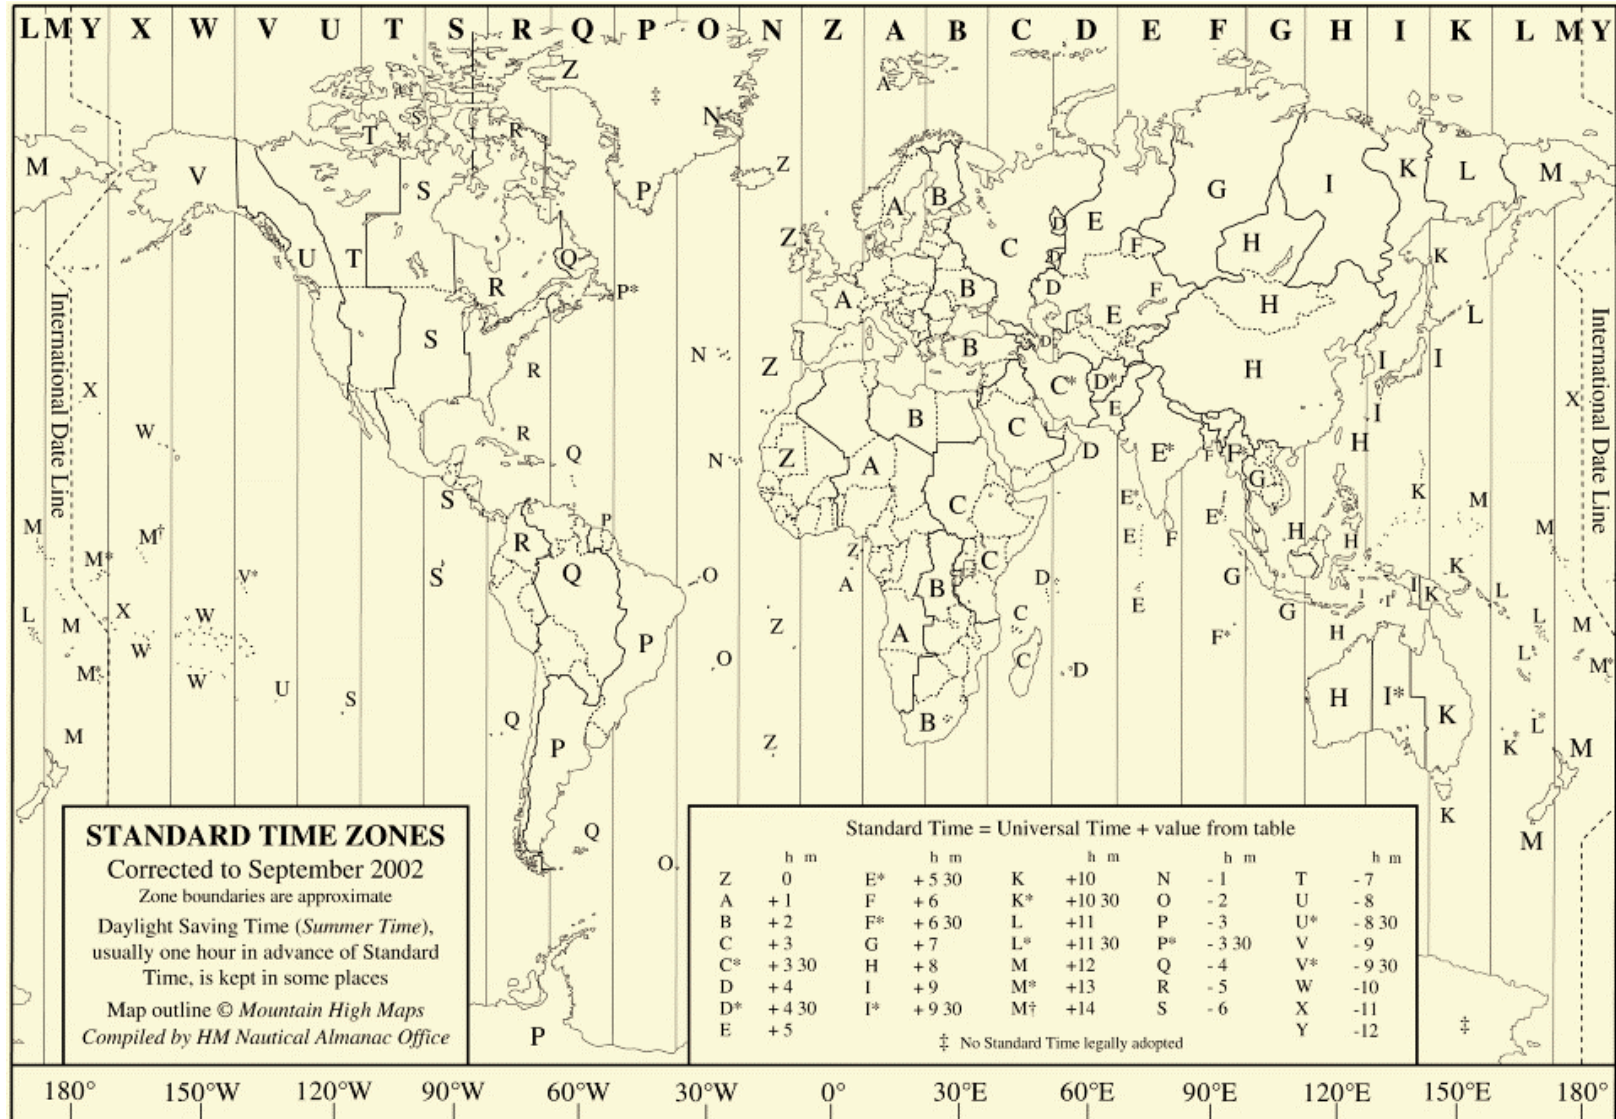 L M Y X W V U T S R Q P O N Z A B C D E F G H I K L M Y
Z
A
Z
‡
N
S
T
R
Z
M
V
S
P
A
B
G
I
K
L
M
Z
D
E
U
T
Q
C
D
F
H
K
R
P*
A
B
D
F
H
L
S
E
N
B
D
I
I
Z
R
C*
D*
H
X
E
X
I
W
R
B
C
H
N
Q
Z
A
D
E*
F
F*
G
S
E*
K
M
M
P
C
E*
M
M†
R
Z
E
F
H
H
M*
V*
S
Q
O
A
B
C
D
G
K
I
K
L
E
X
W
C
G
I
I
L
L
M
P
Z
A
F*
H
M
W
O
C
D
L*
M*
M*
W
U
S
H
I*
K
Q
B
L*
M
P
Z
K*
M
K
Q
M
O
International Date Line
International Date Line
STANDARD TIME ZONES
Corrected to September 2002
Zone boundaries are approximate
Daylight Saving Time (Summer Time),
usually one hour in advance of Standard
Time, is kept in some places
Map outline © Mountain High Maps
Compiled by HM Nautical Almanac Office
P
Standard Time = Universal Time + value from table
h m h m h m h m h m
Z 0 E* + 5 30 K +10 N - 1 T - 7
A + 1 F + 6 K* +10 30 O - 2 U - 8
B + 2 F* + 6 30 L +11 P - 3 U* - 8 30
C + 3 G + 7 L* +11 30 P* - 3 30 V - 9
C* + 3 30 H + 8 M +12 Q - 4 V* - 9 30
D + 4 I + 9 M* +13 R - 5 W -10
D* + 4 30 I* + 9 30 M† +14 S - 6 X -11
E + 5 Y -12
‡ No Standard Time legally adopted
‡
180° 150°W 120°W 90°W 60°W 30°W 0° 30°E 60°E 90°E 120°E 150°E 180°